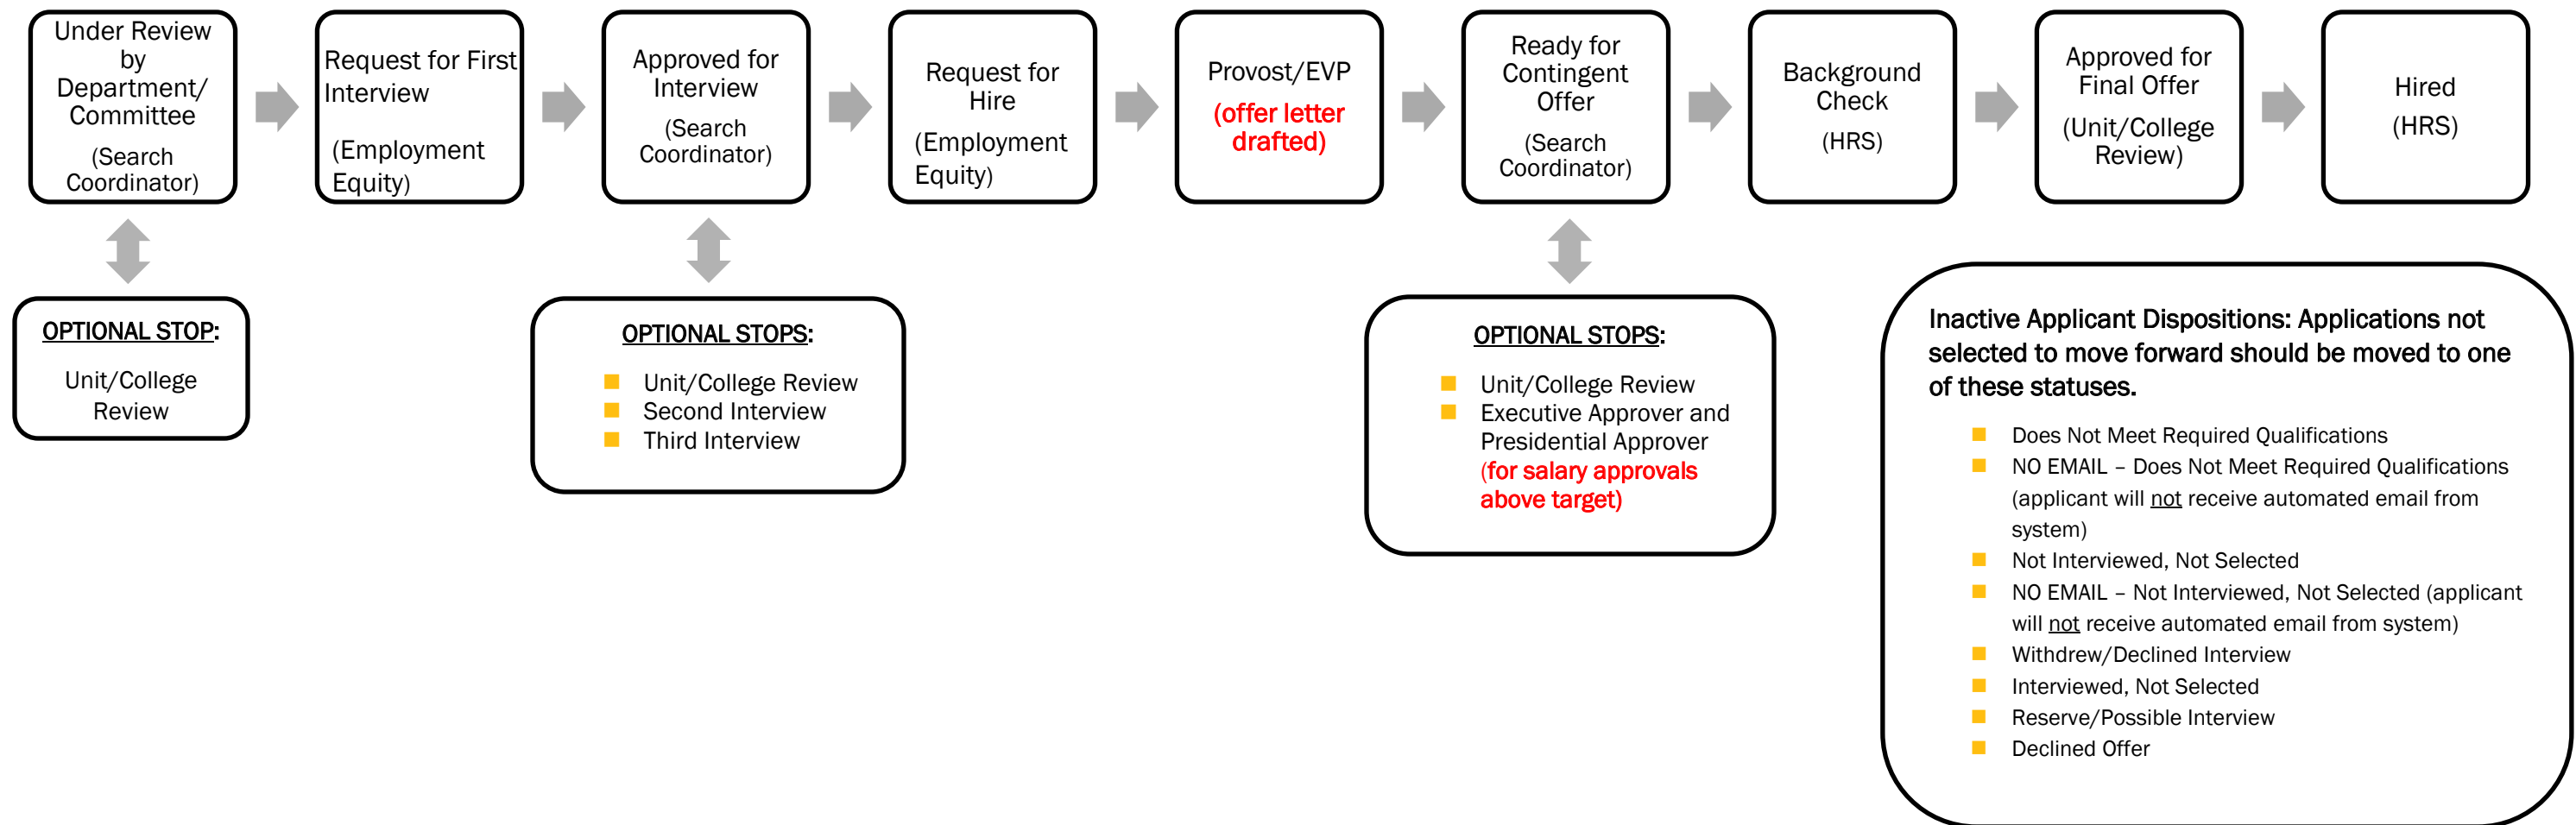 Under Review
by
Department/
Committee
(Search
Coordinator)
Request for First
Interview
(Employment
Equity)
Approved for
Interview
(Search
Coordinator)
Request for
Hire
(Employment
Equity)
Provost/EVP
(offer letter
drafted)
Ready for
Contingent
Offer
(Search
Coordinator)
Background
Check
(HRS)
Approved for
Final Offer
(Unit/College
Review)
Hired
(HRS)
OPTIONAL STOP:
Unit/College
Review
OPTIONAL STOPS:
Unit/College Review
Second Interview
Third Interview
OPTIONAL STOPS:
Unit/College Review
Executive Approver and
Presidential Approver
(for salary approvals
above target)
Inactive Applicant Dispositions: Applications not
selected to move forward should be moved to one
of these statuses.
Does Not Meet Required Qualifications
NO EMAIL – Does Not Meet Required Qualifications
(applicant will not receive automated email from
system)
Not Interviewed, Not Selected
NO EMAIL – Not Interviewed, Not Selected (applicant
will not receive automated email from system)
Withdrew/Declined Interview
Interviewed, Not Selected
Reserve/Possible Interview
Declined Offer